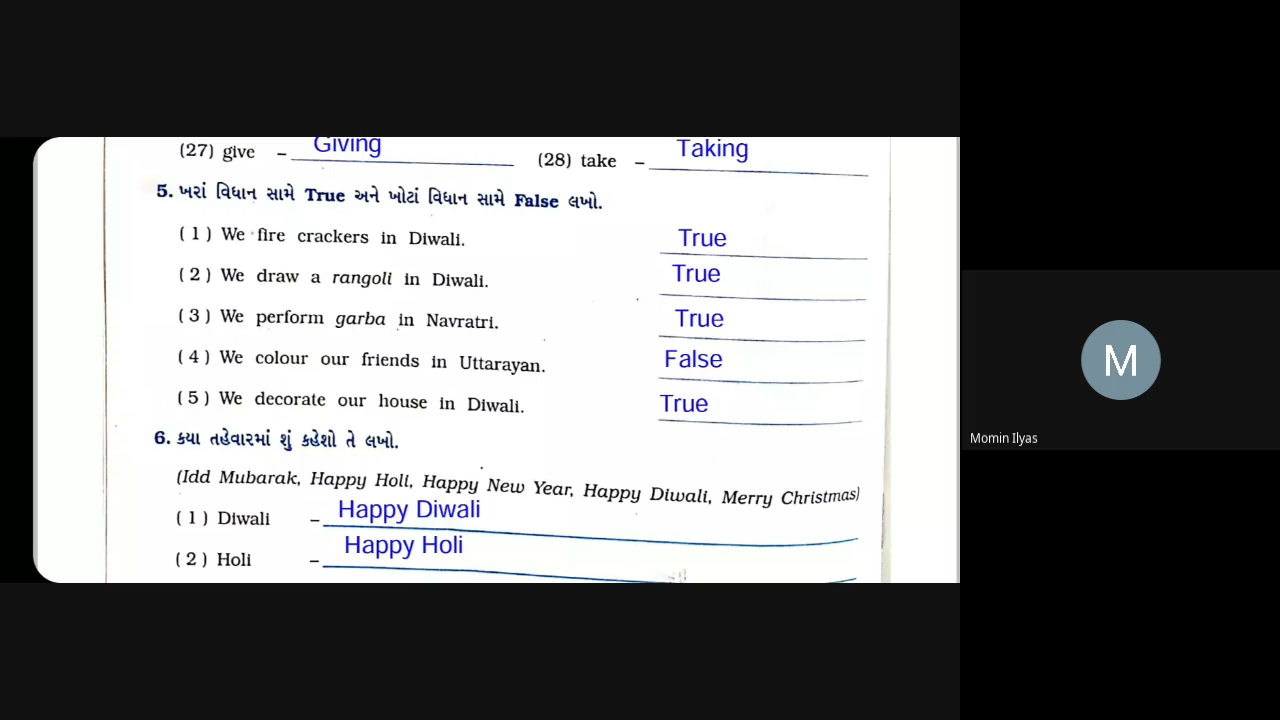 (27) give – Giving (28) take – Taking
5. ખરાં વિધાન સામે True અને ખોટાં વિધાન સામે False લખો.
(1) We fire crackers in Diwali. True
(2) We draw a rangoli in Diwali. True
(3) We perform garba in Navratri. True
(4) We colour our friends in Uttarayan. False
(5) We decorate our house in Diwali. True
6. કયા તહેવારમાં શું કહેશો તે લખો.
(Idd Mubarak, Happy Holi, Happy New Year, Happy Diwali, Merry Christmas)
(1) Diwali – Happy Diwali
(2) Holi – Happy Holi
M
Momin Ilyas